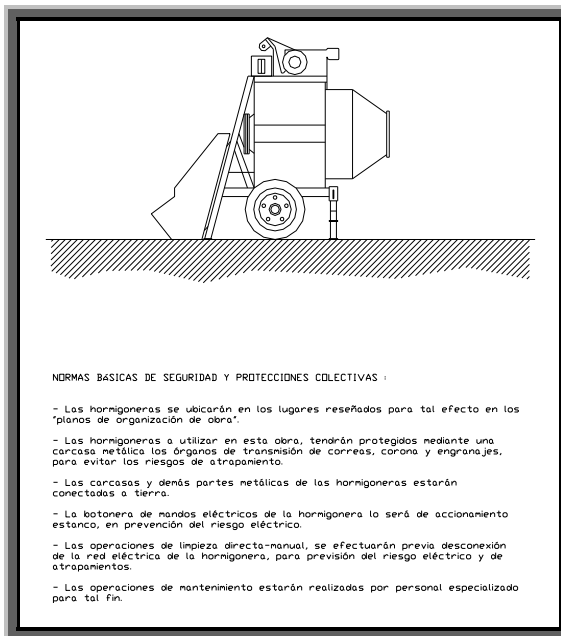 NORMAS BáSICAS DE SEGURIDAD Y PROTECCIONES COLECTIVAS :
- Las hormigoneras se ubicarán en los lugares reseñados para tal efecto en los
"planos de organización de obra".
- Las hormigoneras a utilizar en esta obra, tendrán protegidos mediante una
carcasa metálica los órganos de transmisión de correas, corona y engranajes,
para evitar los riesgos de atrapamiento.
- Las carcasas y demás partes metálicas de las hormigoneras estarán
conectadas a tierra.
- La botonera de mandos eléctricos de la hormigonera lo será de accionamiento
estanco, en prevención del riesgo eléctrico.
- Las operaciones de limpieza directa-manual, se efectuarán previa desconexión
de la red eléctrica de la hormigonera, para previsión del riesgo eléctrico y de
atrapamientos.
- Las operaciones de mantenimiento estarán realizadas por personal especializado
para tal fin.